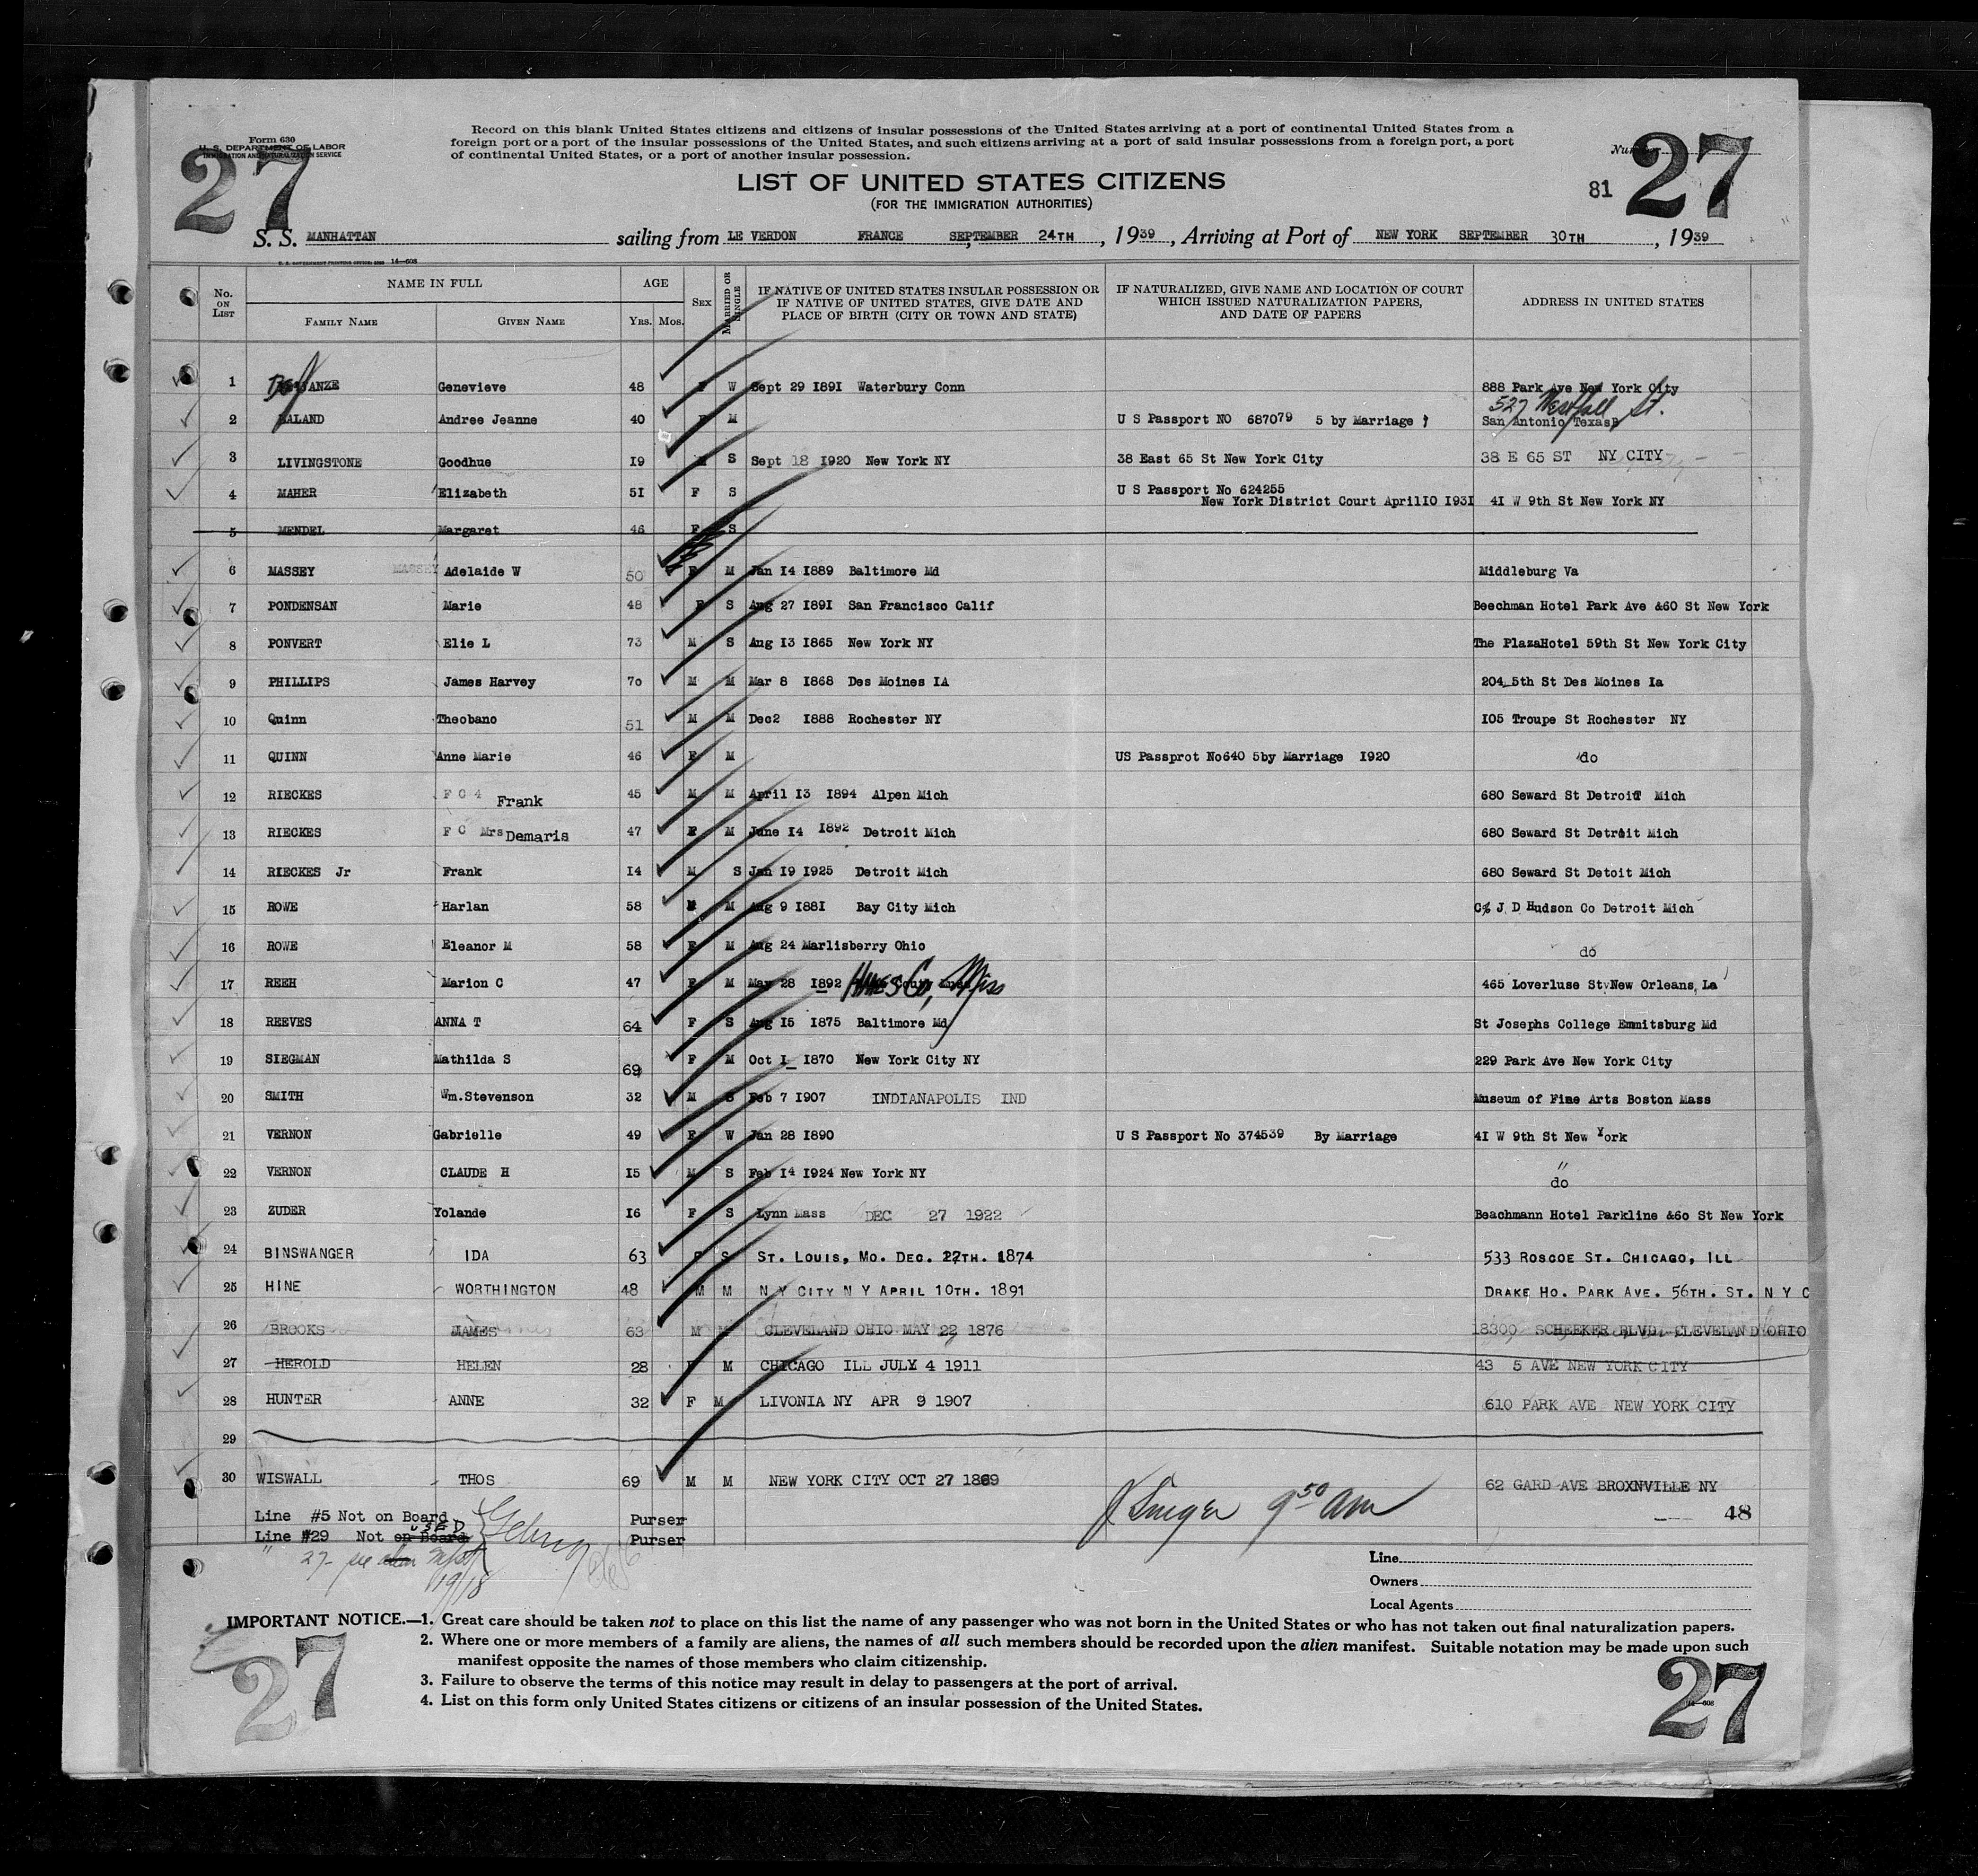 Form 630
U. S. DEPARTMENT OF LABOR
IMMIGRATION AND NATURALIZATION SERVICE
27
Record on this blank United States citizens and citizens of insular possessions of the United States arriving at a port of continental United States from a
foreign port or a port of the insular possessions of the United States, and such citizens arriving at a port of said insular possessions from a foreign port, a port
of continental United States, or a port of another insular possession.
Number
27
LIST OF UNITED STATES CITIZENS
81
(FOR THE IMMIGRATION AUTHORITIES)
S. S. MANHATTAN sailing from LE VERDON FRANCE SEPTEMBER 24TH, 1939, Arriving at Port of NEW YORK SEPTEMBER 30TH, 1939
No. ON LIST
NAME IN FULL
FAMILY NAME
GIVEN NAME
AGE
YRS. MOS.
SEX
MARRIED OR SINGLE
IF NATIVE OF UNITED STATES INSULAR POSSESSION OR
IF NATIVE OF UNITED STATES, GIVE DATE AND
PLACE OF BIRTH (CITY OR TOWN AND STATE)
IF NATURALIZED, GIVE NAME AND LOCATION OF COURT
WHICH ISSUED NATURALIZATION PAPERS,
AND DATE OF PAPERS
ADDRESS IN UNITED STATES
1 Genevieve 48 F W Sept 29 1891 Waterbury Conn 888 Park Ave New York City
527 Westfall St.
2 Andree Jeanne 40 F M U S Passport NO 687079 5 by Marriage San Antonio Texas
3 LIVINGSTONE Goodhue 19 M S Sept 18 1920 New York NY 38 East 65 St New York City 38 E 65 ST NY CITY
4 MAHER Elizabeth 51 F S U S Passport No 624255
New York District Court April10 1931 41 W 9th St New York NY
5 MENDEL Margaret 46 F S
6 MASSEY MASSEY Adelaide W 50 F M Jan 14 1889 Baltimore Md Middleburg Va
7 PONDENSAN Marie 48 F S Aug 27 1891 San Francisco Calif Beechman Hotel Park Ave &60 St New York
8 PONVERT Elie L 73 M S Aug 13 1865 New York NY The PlazaHotel 59th St New York City
9 PHILLIPS James Harvey 70 M M Mar 8 1868 Des Moines IA 204 5th St Des Moines Ia
10 Quinn Theobano 51 M M Dec2 1888 Rochester NY 105 Troupe St Rochester NY
11 QUINN Anne Marie 46 F M US Passprot No640 5by Marriage 1920 do
12 RIECKES F C 4 Frank 45 M M April 13 1894 Alpen Mich 680 Seward St Detroit Mich
13 RIECKES F C Mrs Demaris 47 F M June 14 1892 Detroit Mich 680 Seward St Detroit Mich
14 RIECKES Jr Frank 14 M S Jan 19 1925 Detroit Mich 680 Seward St Detoit Mich
15 ROWE Harlan 58 M M Aug 9 1881 Bay City Mich C% J D Hudson Co Detroit Mich
16 ROWE Eleanor M 58 F M Aug 24 Marlisberry Ohio do
17 REEH Marion C 47 F M May 28 1892 Hines Co, Miss 465 Loverluse St New Orleans, La
18 REEVES ANNA T 64 F S Aug 15 1875 Baltimore Md St Josephs College Emmitsburg Md
19 SIEGMAN Mathilda S 69 F M Oct 1 1870 New York City NY 229 Park Ave New York City
20 SMITH Wm.Stevenson 32 M S Feb 7 1907 INDIANAPOLIS IND Museum of Fine Arts Boston Mass
21 VERNON Gabrielle 49 F W Jan 28 1890 U S Passport No 374539 By Marriage 41 W 9th St New York
22 VERNON CLAUDE H 15 M S Feb 14 1924 New York NY " do
23 ZUDER Yolande 16 F S Lynn Mass DEC 27 1922 Beachmann Hotel Parkline &60 St New York
24 BINSWANGER IDA 63 F S ST. LOUIS, MO. DEC. 27TH. 1874 533 ROSCOE ST. CHICAGO, ILL
25 HINE WORTHINGTON 48 M M N Y CITY N Y APRIL 10TH. 1891 DRAKE HO. PARK AVE. 56TH. ST. N Y C
26 BROOKS JAMES 63 M M CLEVELAND OHIO MAY 22 1876 18300 SCHEEKER BLVD. CLEVELAND OHIO
27 HEROLD HELEN 28 F M CHICAGO ILL JULY 4 1911 43 5 AVE NEW YORK CITY
28 HUNTER ANNE 32 F M LIVONIA NY APR 9 1907 610 PARK AVE NEW YORK CITY
29
30 WISWALL THOS 69 M M NEW YORK CITY OCT 27 1869 62 GARD AVE BROXNVILLE NY
Line #5 Not on Board Purser
Line #29 Not on Board USED Purser
27- see
19/18
9 50 am
48
Line
Owners
Local Agents
IMPORTANT NOTICE.—1. Great care should be taken not to place on this list the name of any passenger who was not born in the United States or who has not taken out final naturalization papers.
2. Where one or more members of a family are aliens, the names of all such members should be recorded upon the alien manifest. Suitable notation may be made upon such
manifest opposite the names of those members who claim citizenship.
3. Failure to observe the terms of this notice may result in delay to passengers at the port of arrival.
4. List on this form only United States citizens or citizens of an insular possession of the United States.
27
27